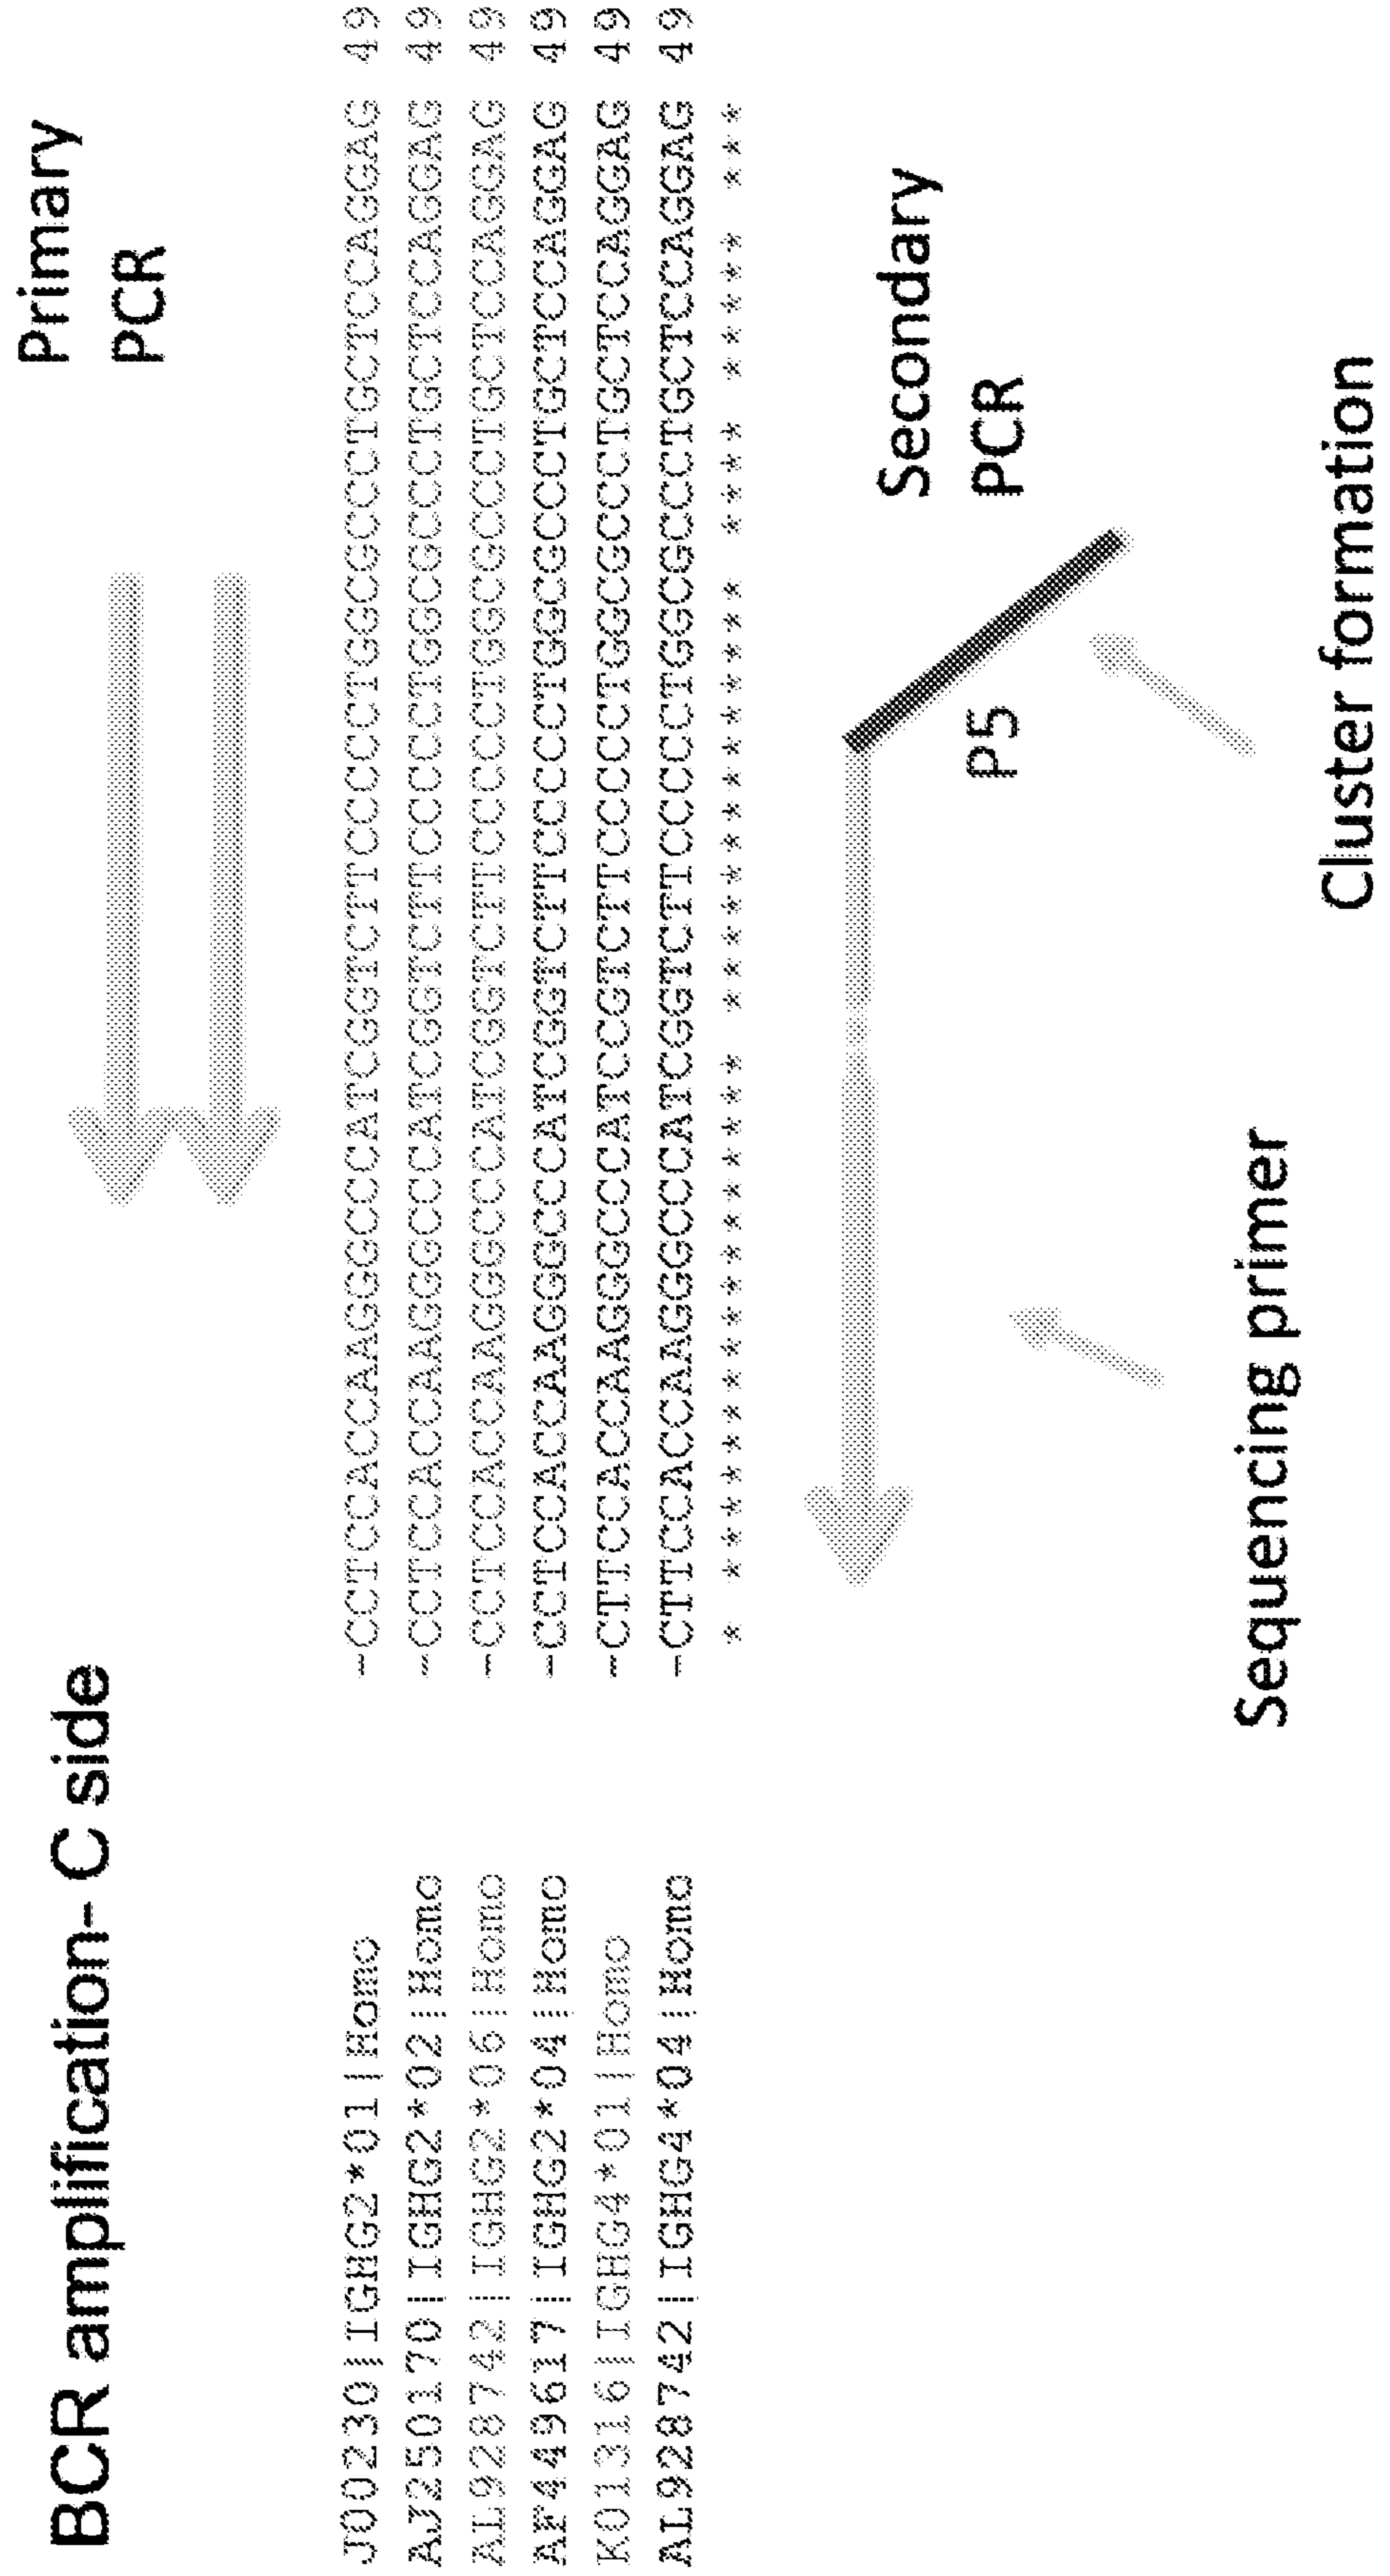 BCR amplification- C side
Primary
PCR
J00230|IGHG2*01|Homo -CCTCCACCAAGGGCCCATCGGTCTTCCCCCTGGCGCCCTGCTCCAGGAG 49
AJ250170|IGHG2*02|Homo -CCTCCACCAAGGGCCCATCGGTCTTCCCCCTGGCGCCCTGCTCCAGGAG 49
AL928742|IGHG2*06|Homo -CCTCCACCAAGGGCCCATCGGTCTTCCCCCTGGCGCCCTGCTCCAGGAG 49
AF449617|IGHG2*04|Homo -CCTCCACCAAGGGCCCATCGGTCTTCCCCCTGGCGCCCTGCTCCAGGAG 49
K01316|IGHG4*01|Homo -CTTCCACCAAGGGCCCATCCGTCTTCCCCCTGGCGCCCTGCTCCAGGAG 49
AL928742|IGHG4*04|Homo -CTTCCACCAAGGGCCCATCGGTCTTCCCCCTGGCGCCCTGCTCCAGGAG 49
* ***************** ************** **** ***** ***
Secondary
PCR
P5
Sequencing primer
Cluster formation